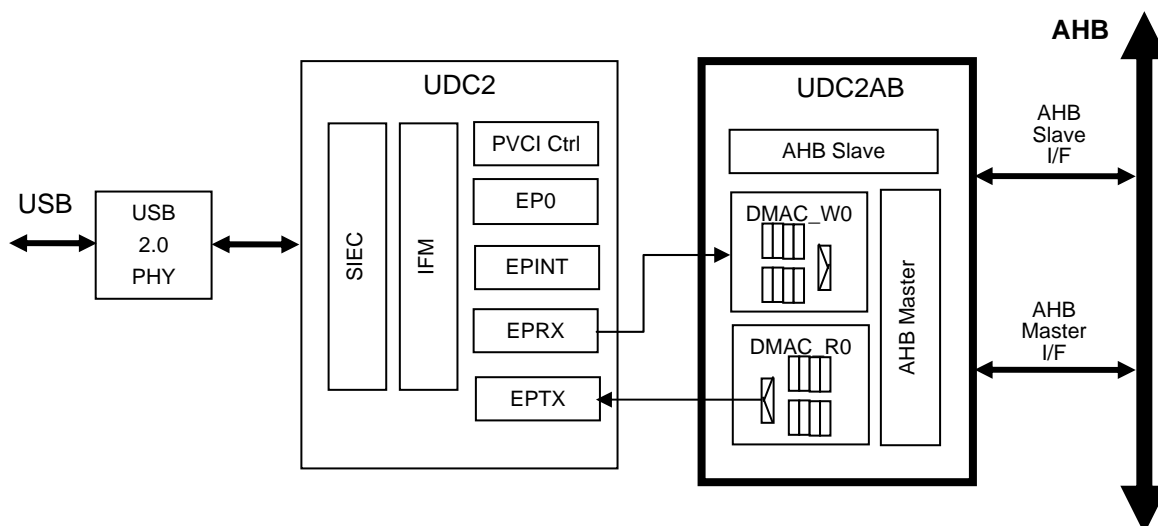 AHB
UDC2
UDC2AB
PVCI Ctrl
AHB Slave
AHB
Slave
I/F
USB
USB
2.0
PHY
SIEC
IFM
EP0
EPINT
EPRX
EPTX
DMAC_W0
DMAC_R0
AHB Master
AHB
Master
I/F